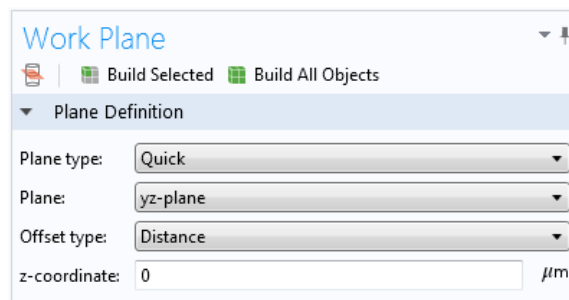 Work Plane
Build Selected Build All Objects
Plane Definition
Plane type: Quick
Plane: yz-plane
Offset type: Distance
z-coordinate: 0 μm